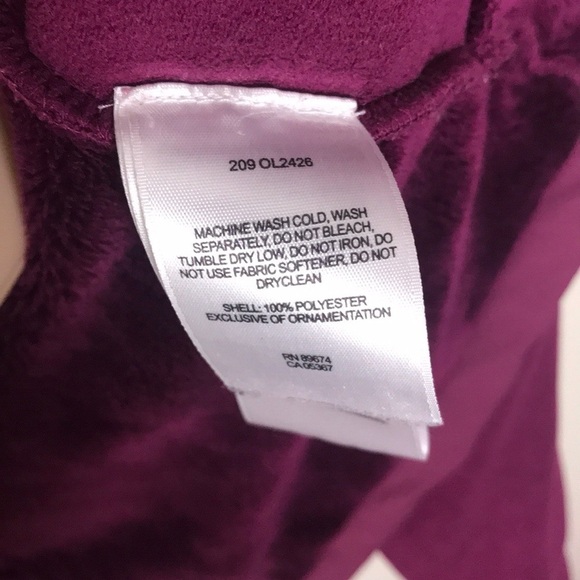 209 OL2426
MACHINE WASH COLD, WASH
SEPARATELY, DO NOT BLEACH,
TUMBLE DRY LOW, DO NOT IRON, DO
NOT USE FABRIC SOFTENER, DO NOT
DRYCLEAN
SHELL: 100% POLYESTER
EXCLUSIVE OF ORNAMENTATION
RN 89674
CA 05367